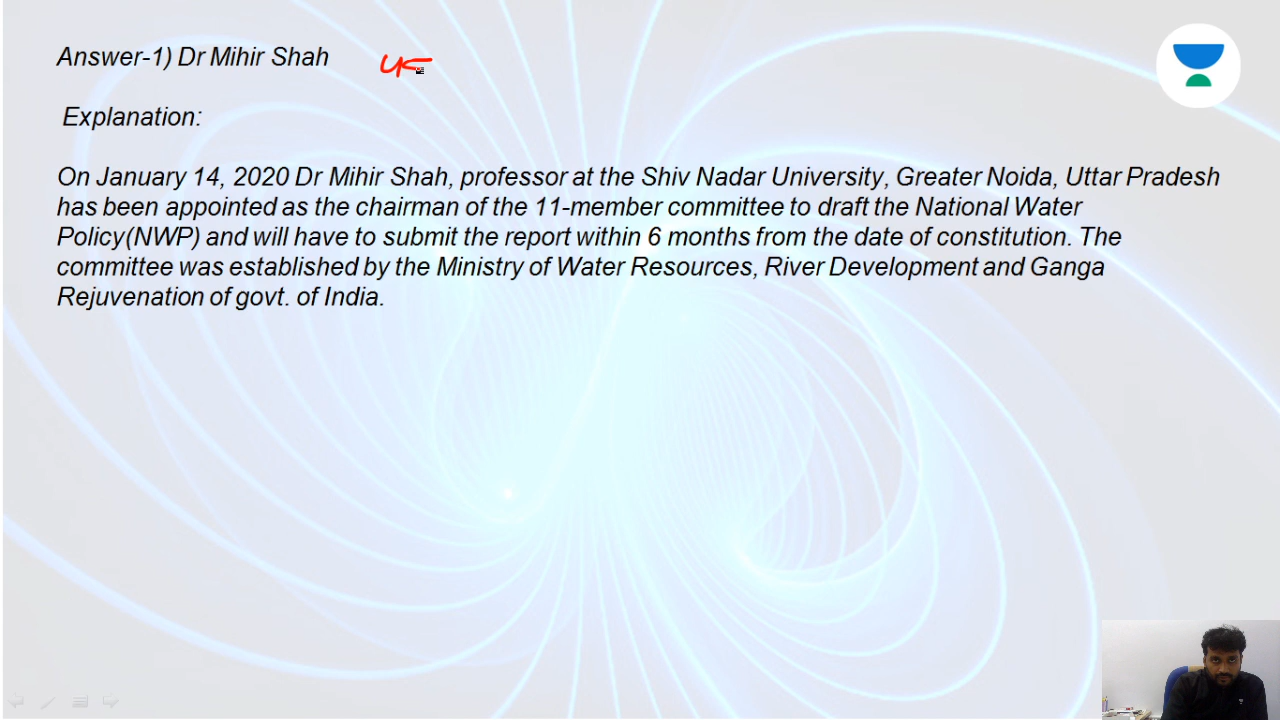 Answer-1) Dr Mihir Shah
Explanation:
On January 14, 2020 Dr Mihir Shah, professor at the Shiv Nadar University, Greater Noida, Uttar Pradesh
has been appointed as the chairman of the 11-member committee to draft the National Water
Policy(NWP) and will have to submit the report within 6 months from the date of constitution. The
committee was established by the Ministry of Water Resources, River Development and Ganga
Rejuvenation of govt. of India.